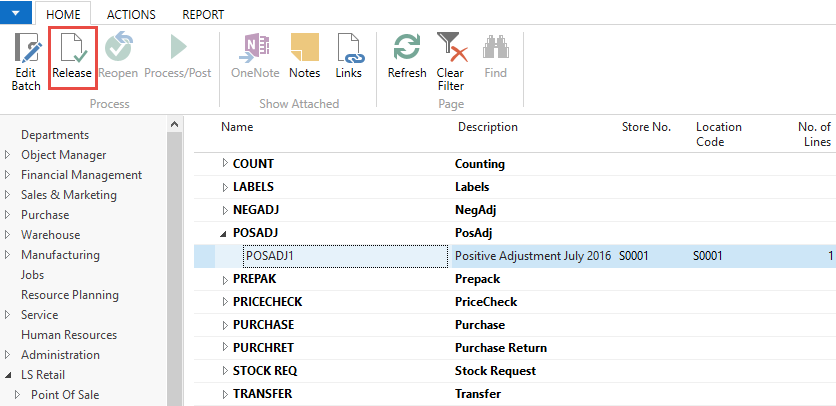 HOME ACTIONS REPORT
Edit Batch Release Reopen Process/Post OneNote Notes Links Refresh Clear Filter Find
Process Show Attached Page
Departments
Object Manager
Financial Management
Sales & Marketing
Purchase
Warehouse
Manufacturing
Jobs
Resource Planning
Service
Human Resources
Administration
LS Retail
Point Of Sale
Name Description Store No. Location Code No. of Lines
COUNT Counting
LABELS Labels
NEGADJ NegAdj
POSADJ PosAdj
POSADJ1 Positive Adjustment July 2016 S0001 S0001 1
PREPAK Prepack
PRICECHECK PriceCheck
PURCHASE Purchase
PURCHRET Purchase Return
STOCK REQ Stock Request
TRANSFER Transfer